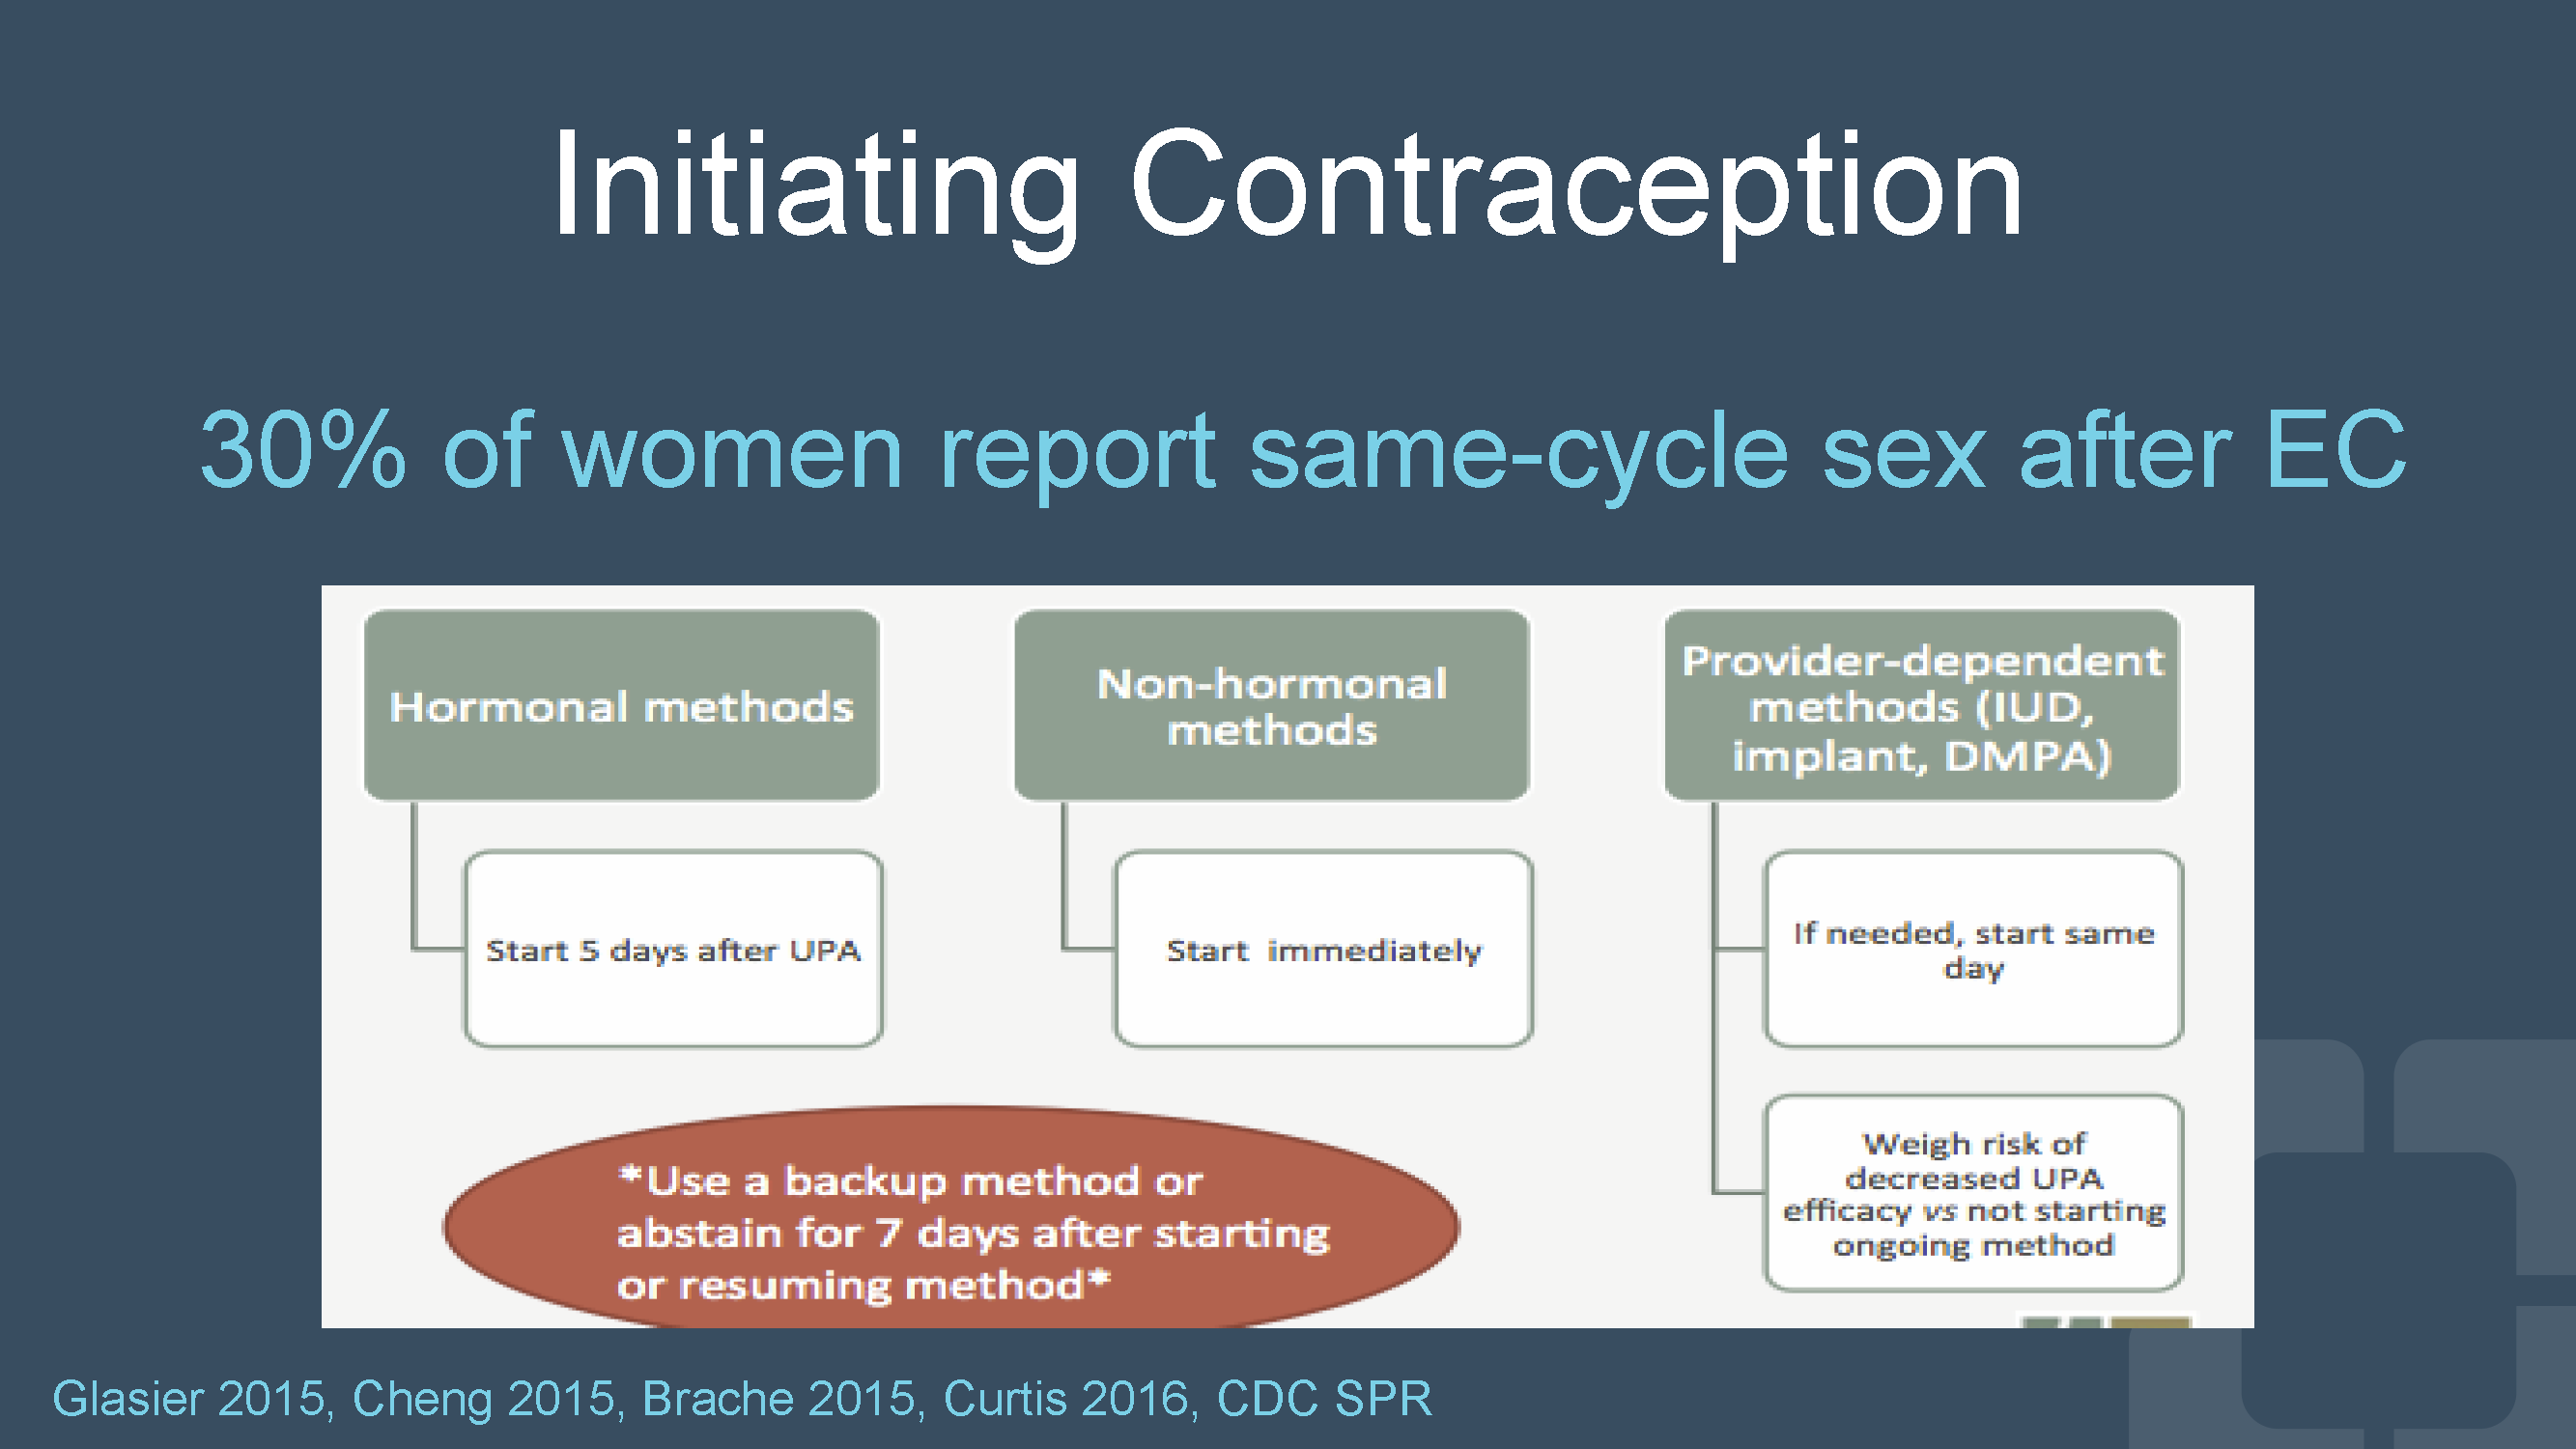 Initiating Contraception
30% of women report same-cycle sex after EC
Hormonal methods
Start 5 days after UPA
Non-hormonal
methods
Start immediately
Provider-dependent
methods (IUD,
implant, DMPA)
If needed, start same
day
Weigh risk of
decreased UPA
efficacy vs not starting
ongoing method
*Use a backup method or
abstain for 7 days after starting
or resuming method*
Glasier 2015, Cheng 2015, Brache 2015, Curtis 2016, CDC SPR